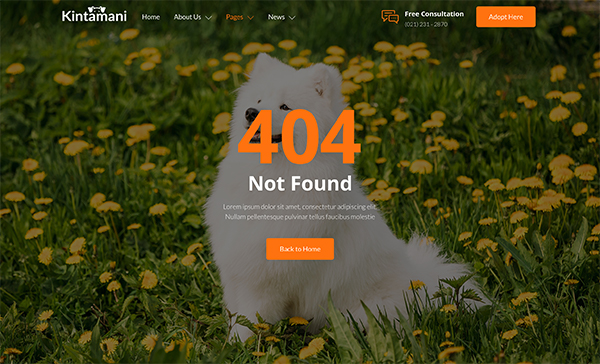 Kintamani
Home
About Us
Pages
News
Free Consultation
(021) 231 - 2870
Adopt Here
404
Not Found
Lorem ipsum dolor sit amet, consectetur adipiscing elit.
Nullam pellentesque pulvinar tellus faucibus molestie
Back to Home